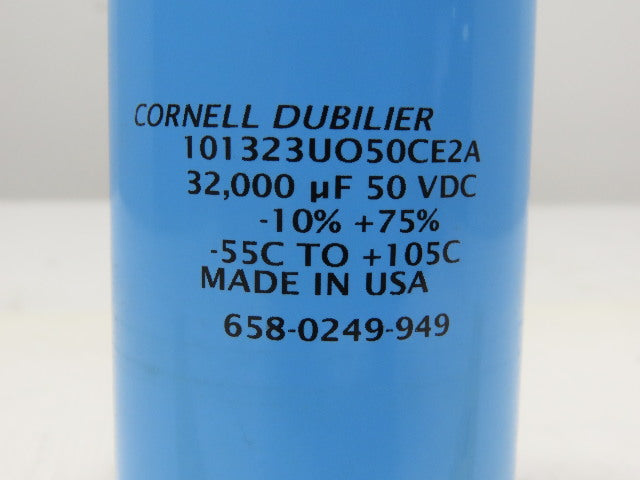 CORNELL DUBILIER
101323UO50CE2A
32,000 µF 50 VDC
-10% +75%
-55C TO +105C
MADE IN USA
658-0249-949